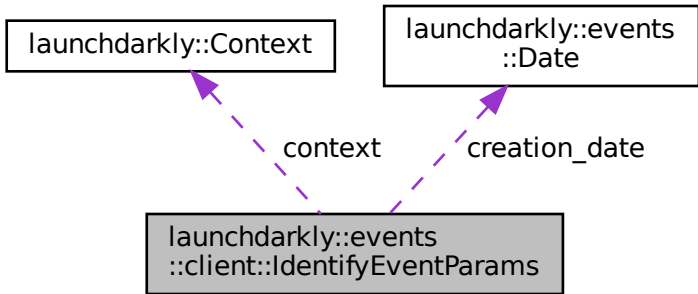 launchdarkly::Context
launchdarkly::events
::Date
context
creation_date
launchdarkly::events
::client::IdentifyEventParams